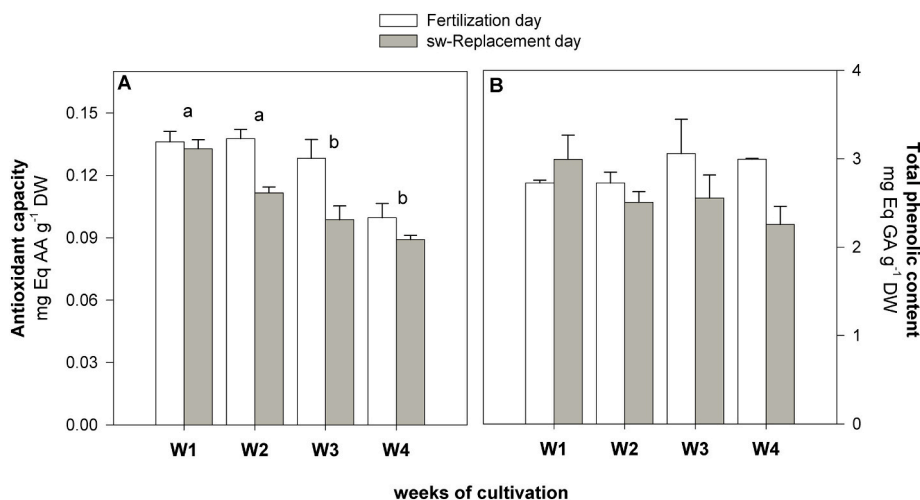 Fertilization day
sw-Replacement day
A
a
a
b
b
0.15
0.12
0.09
0.06
0.03
0.00
Antioxidant capacity
mg Eq AA g⁻¹ DW
W1 W2 W3 W4
B
4
3
2
1
0
Total phenolic content
mg Eq GA g⁻¹ DW
W1 W2 W3 W4
weeks of cultivation